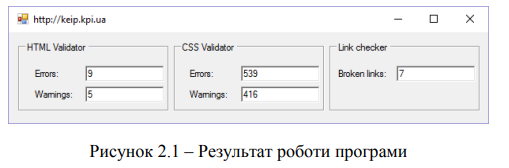 http://keip.kpi.ua
HTML Validator CSS Validator Link checker
Errors: 9 Errors: 539 Broken links: 7
Warnings: 5 Warnings: 416
Рисунок 2.1 – Результат роботи програми